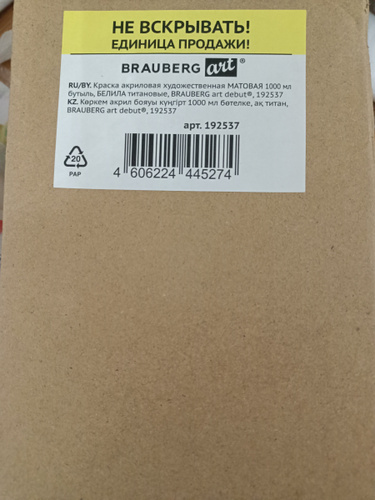 НЕ ВСКРЫВАТЬ!
ЕДИНИЦА ПРОДАЖИ!
BRAUBERG art®
RU/BY. Краска акриловая художественная МАТОВАЯ 1000 мл
бутыль, БЕЛИЛА титановые, BRAUBERG art debut®, 192537
KZ. Көркем акрил бояуы күңгірт 1000 мл бөтелке, ақ титан,
BRAUBERG art debut®, 192537
арт. 192537
20
PAP
4 606224 445274